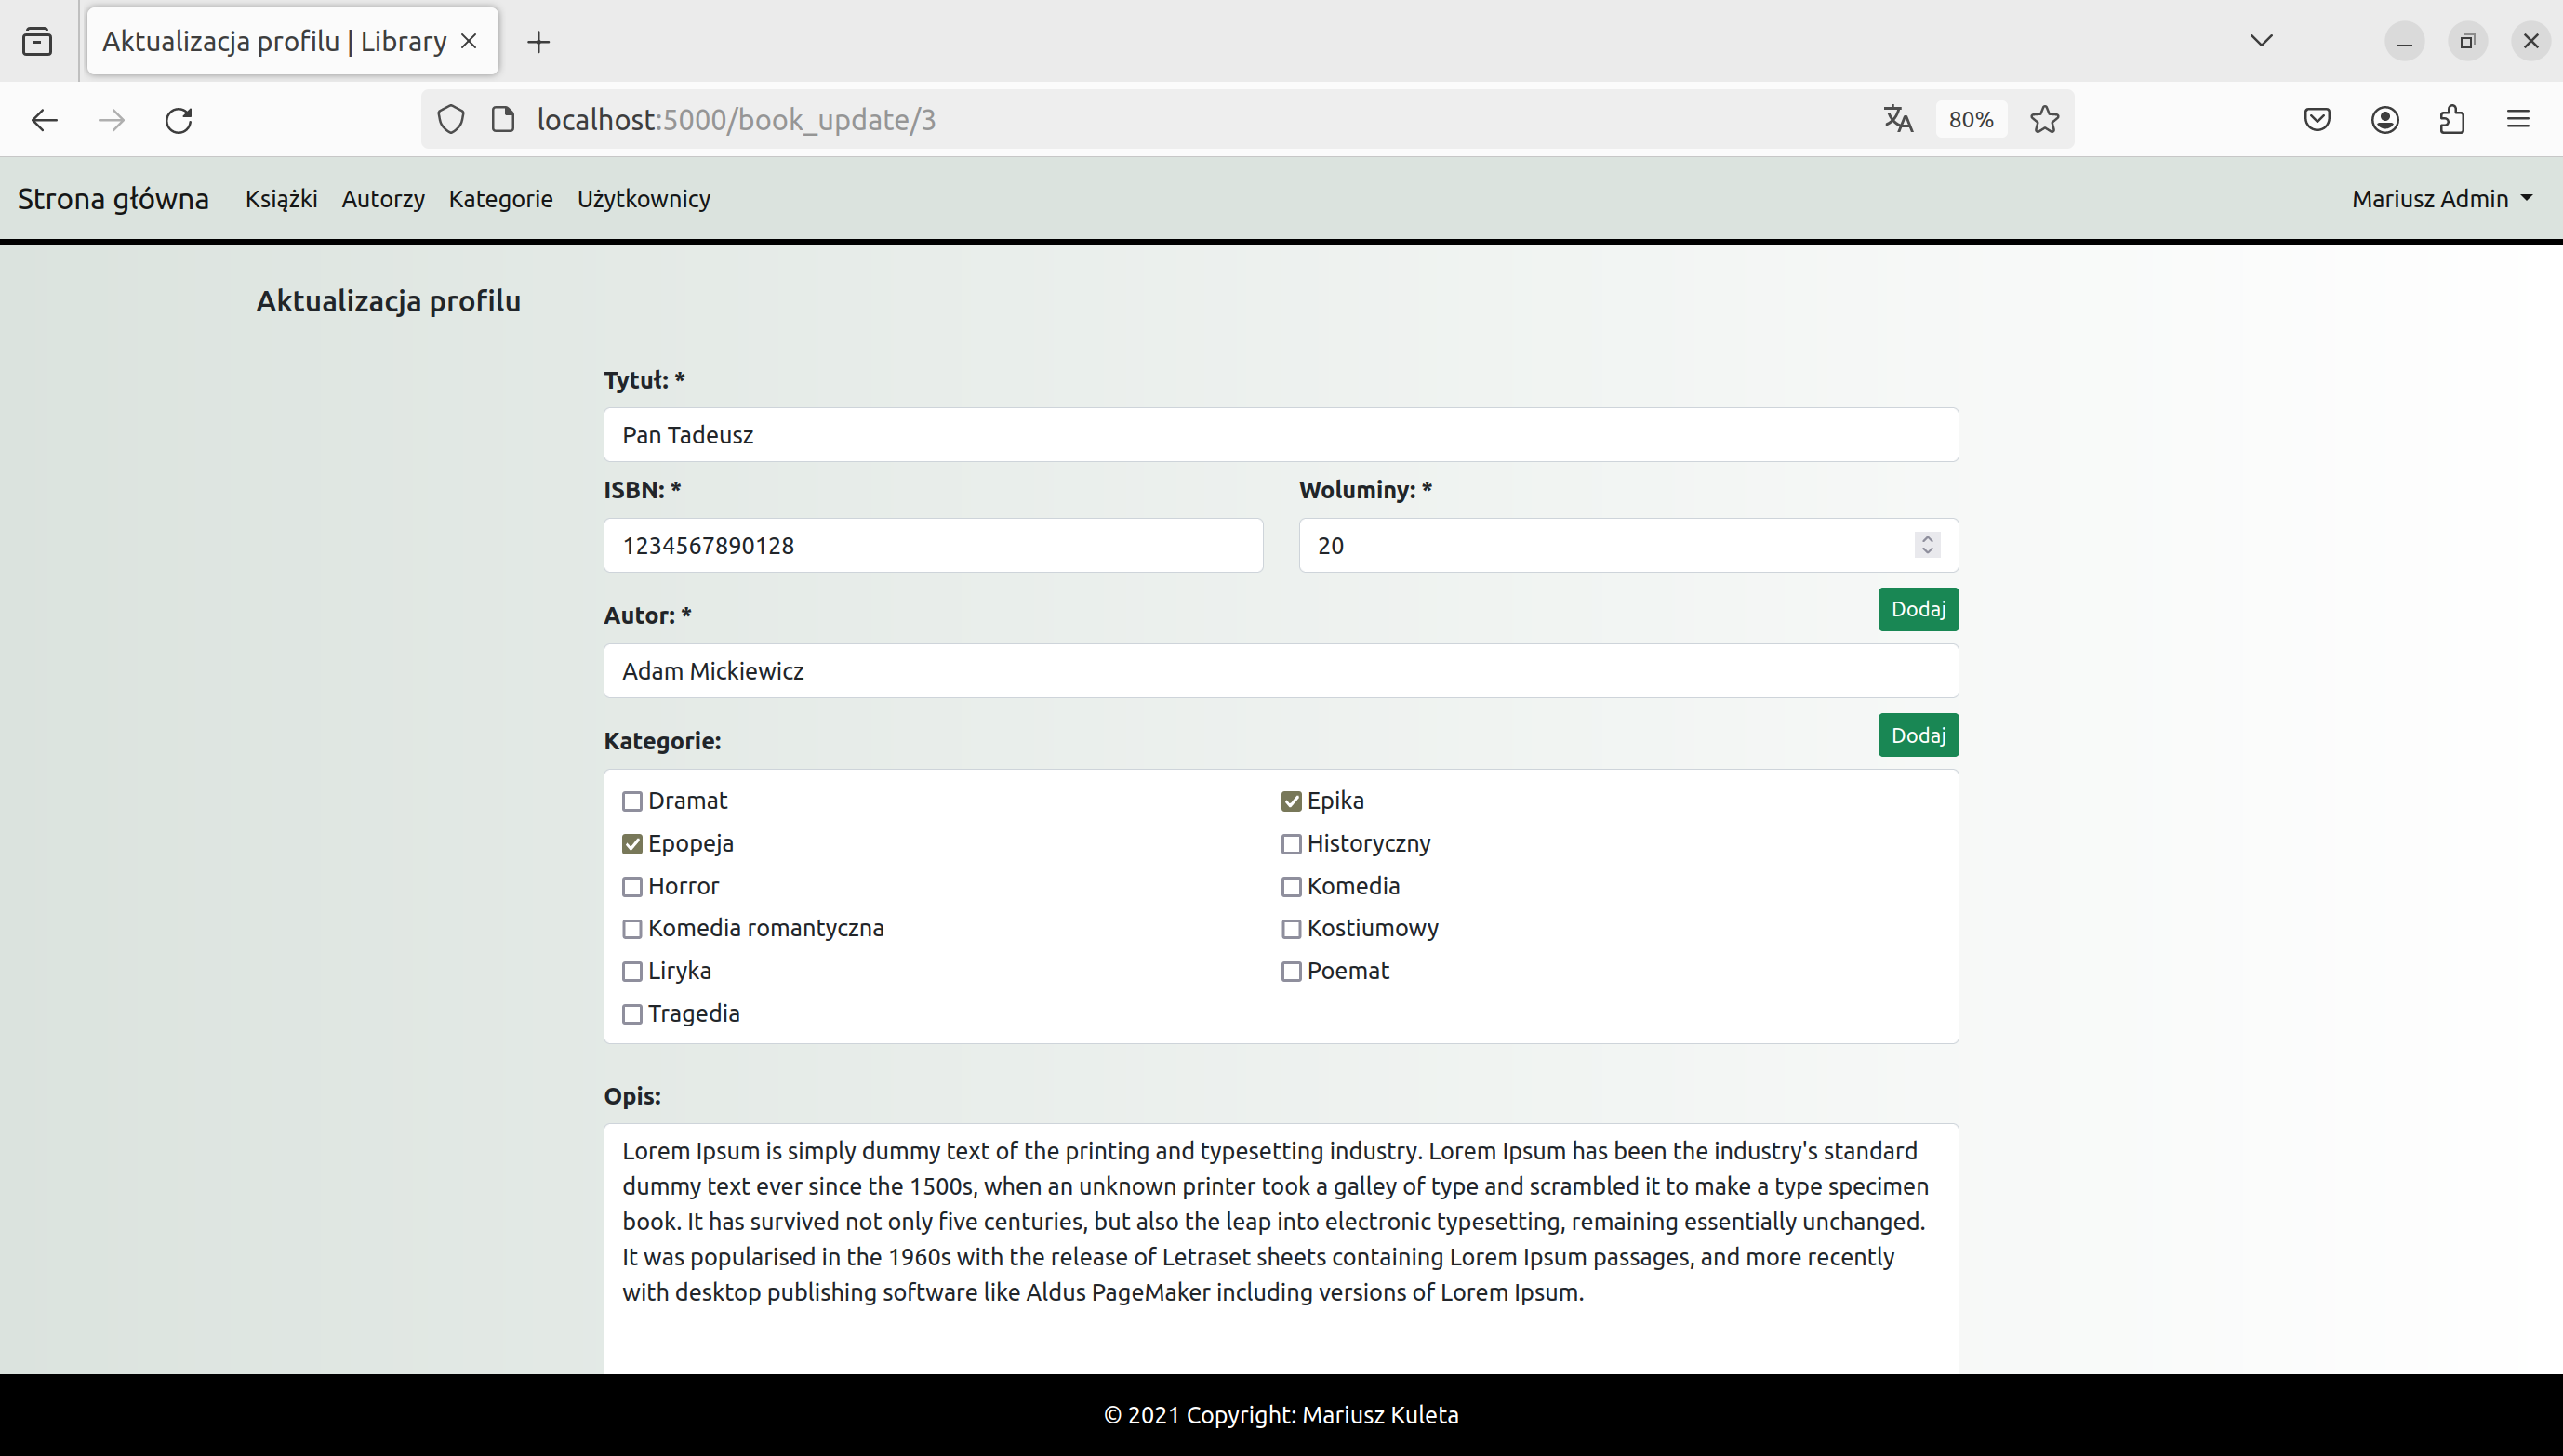 Aktualizacja profilu | Library
localhost:5000/book_update/3
80%
Strona główna Książki Autorzy Kategorie Użytkownicy Mariusz Admin
Aktualizacja profilu
Tytuł: *
Pan Tadeusz
ISBN: * Woluminy: *
1234567890128 20
Autor: * Dodaj
Adam Mickiewicz
Kategorie: Dodaj
Dramat Epika
Epopeja Historyczny
Horror Komedia
Komedia romantyczna Kostiumowy
Liryka Poemat
Tragedia
Opis:
Lorem Ipsum is simply dummy text of the printing and typesetting industry. Lorem Ipsum has been the industry's standard
dummy text ever since the 1500s, when an unknown printer took a galley of type and scrambled it to make a type specimen
book. It has survived not only five centuries, but also the leap into electronic typesetting, remaining essentially unchanged.
It was popularised in the 1960s with the release of Letraset sheets containing Lorem Ipsum passages, and more recently
with desktop publishing software like Aldus PageMaker including versions of Lorem Ipsum.
© 2021 Copyright: Mariusz Kuleta